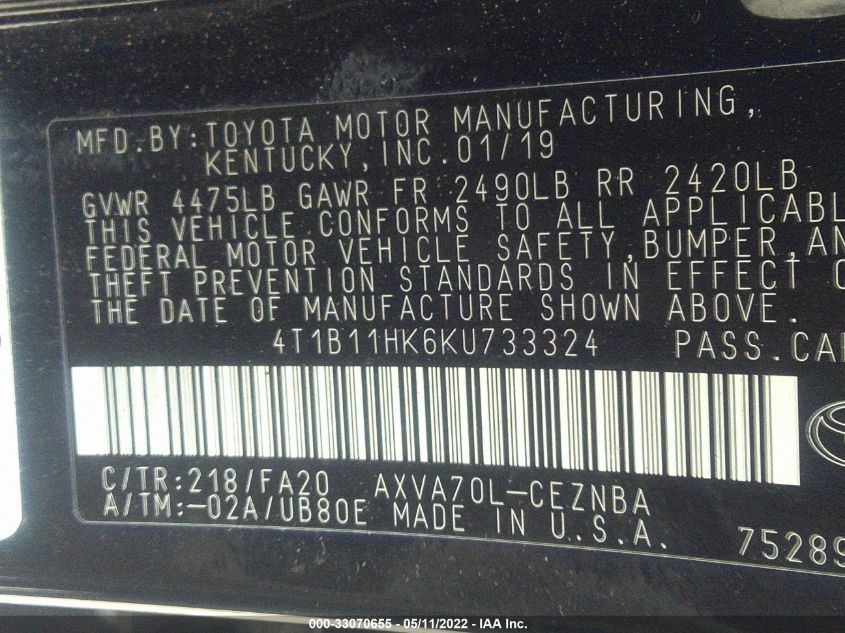 MFD.BY:TOYOTA MOTOR MANUFACTURING,
KENTUCKY,INC.01/19
GVWR 4475LB GAWR FR 2490LB RR 2420LB
THIS VEHICLE CONFORMS TO ALL APPLICABL
FEDERAL MOTOR VEHICLE SAFETY,BUMPER,AN
THEFT PREVENTION STANDARDS IN EFFECT O
THE DATE OF MANUFACTURE SHOWN ABOVE.
4T1B11HK6KU733324 PASS.CAR
C/TR:218/FA20 AXVA70L-CEZNBA
A/TM:-02A/UB80E MADE IN U.S.A.
75289
000-33070655 - 05/11/2022 - IAA Inc.